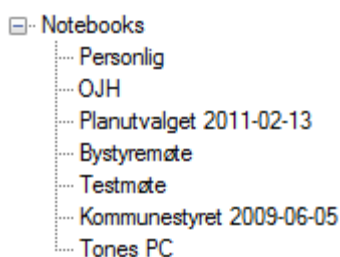 Notebooks
Personlig
OJH
Planutvalget 2011-02-13
Bystyremøte
Testmøte
Kommunestyret 2009-06-05
Tones PC